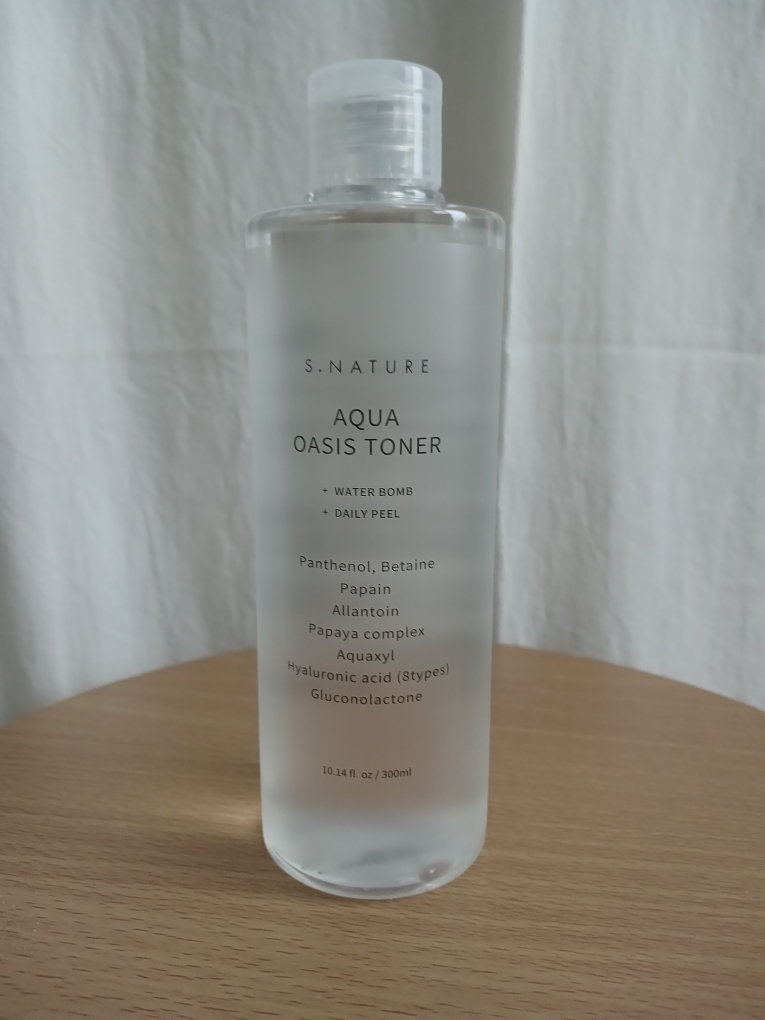 S.NATURE
AQUA
OASIS TONER
+ WATER BOMB
+ DAILY PEEL
Panthenol, Betaine
Papain
Allantoin
Papaya complex
Aquaxyl
Hyaluronic acid (8types)
Gluconolactone
10.14 fl. oz / 300ml